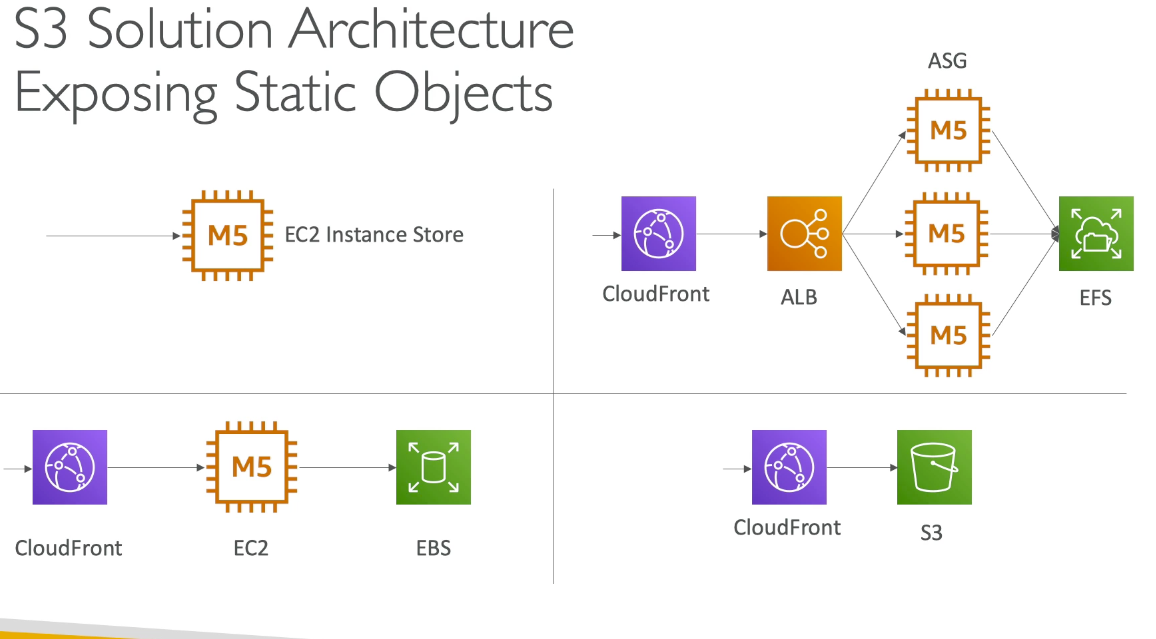 S3 Solution Architecture
Exposing Static Objects
M5
EC2 Instance Store
ASG
M5
M5
M5
CloudFront
ALB
EFS
M5
CloudFront
EC2
EBS
CloudFront
S3